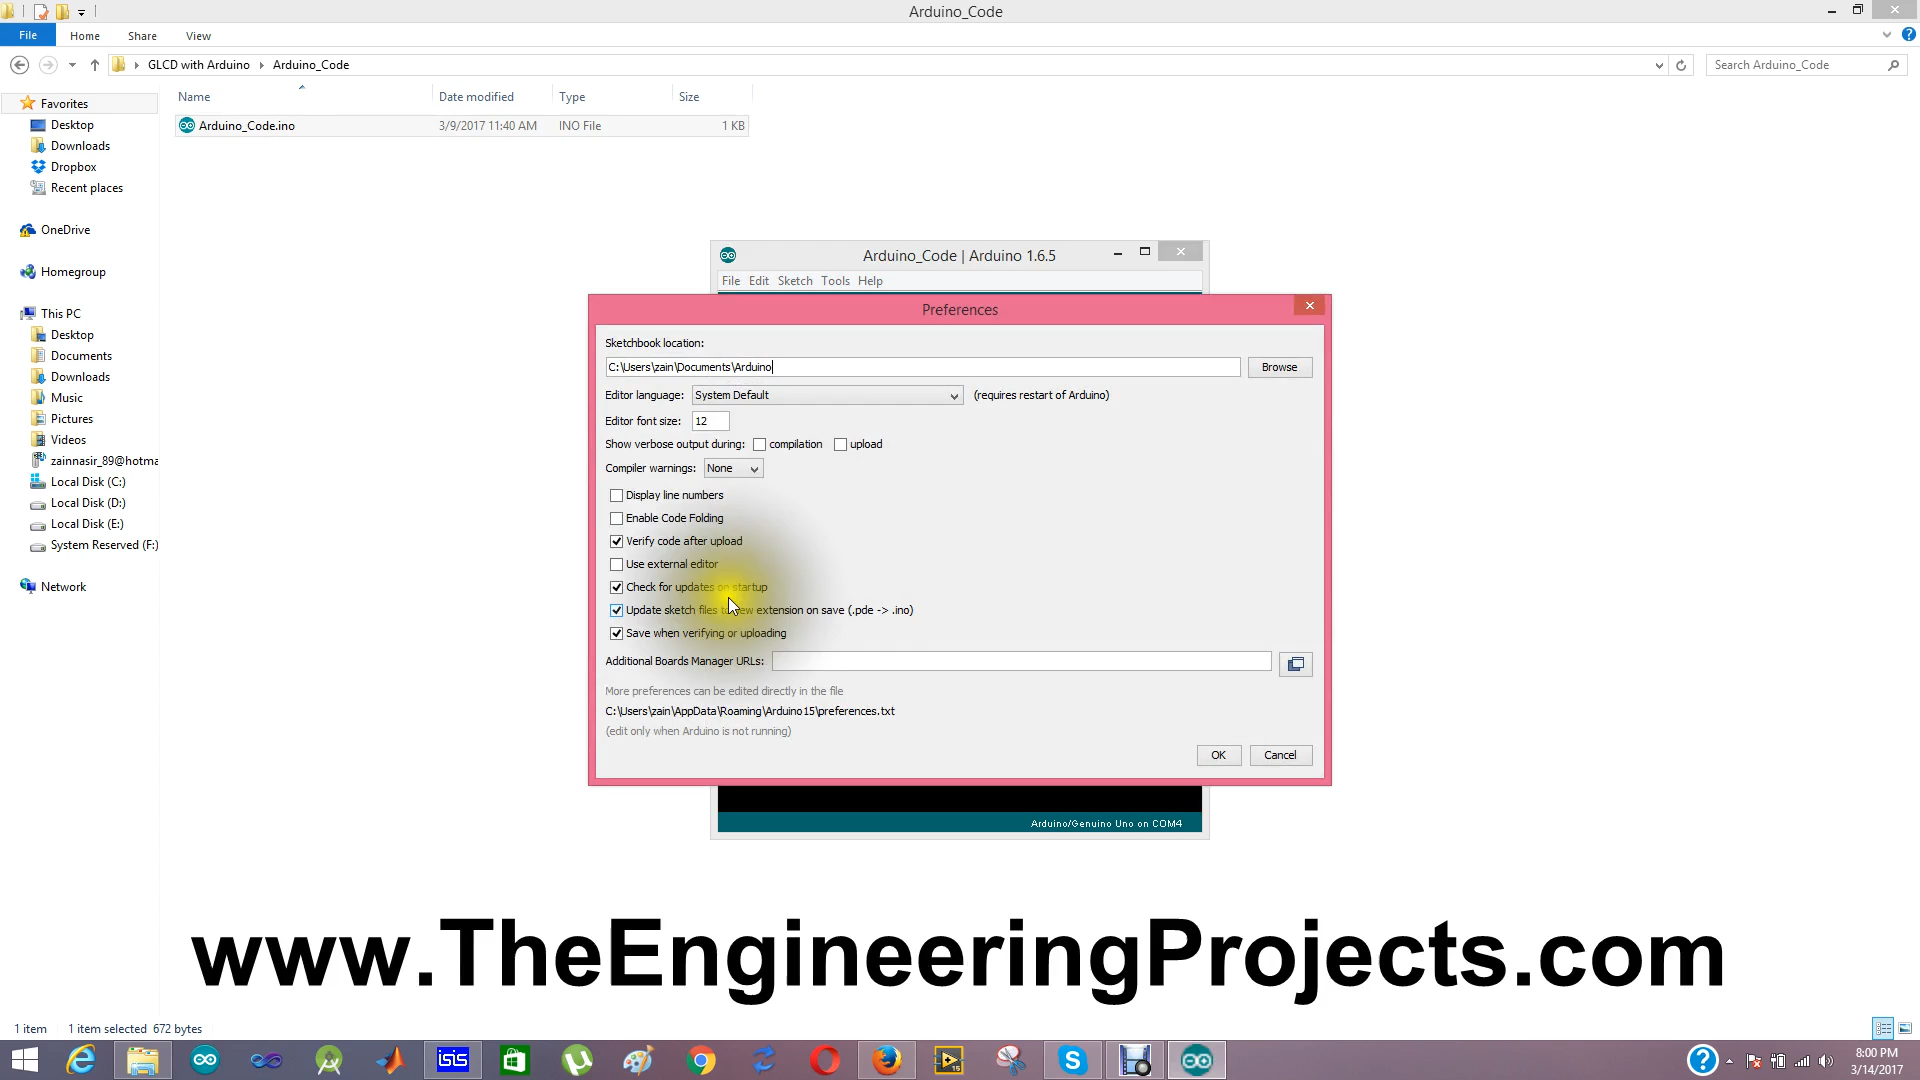 Arduino_Code
File Home Share View
GLCD with Arduino Arduino_Code
Search Arduino_Code
Name Date modified Type Size
Arduino_Code.ino 3/9/2017 11:40 AM INO File 1 KB
Favorites
Desktop
Downloads
Dropbox
Recent places
OneDrive
Homegroup
This PC
Desktop
Documents
Downloads
Music
Pictures
Videos
zainnasir_89@hotma
Local Disk (C:)
Local Disk (D:)
Local Disk (E:)
System Reserved (F:)
Network
Arduino_Code | Arduino 1.6.5
File Edit Sketch Tools Help
Preferences
Sketchbook location:
C:\Users\zain\Documents\Arduino
Browse
Editor language: System Default (requires restart of Arduino)
Editor font size: 12
Show verbose output during: compilation upload
Compiler warnings: None
Display line numbers
Enable Code Folding
Verify code after upload
Use external editor
Check for updates on startup
Update sketch files to new extension on save (.pde -> .ino)
Save when verifying or uploading
Additional Boards Manager URLs:
More preferences can be edited directly in the file
C:\Users\zain\AppData\Roaming\Arduino15\preferences.txt
(edit only when Arduino is not running)
OK Cancel
Arduino/Genuino Uno on COM4
www.TheEngineeringProjects.com
1 item 1 item selected 672 bytes
isis
15
8:00 PM
3/14/2017